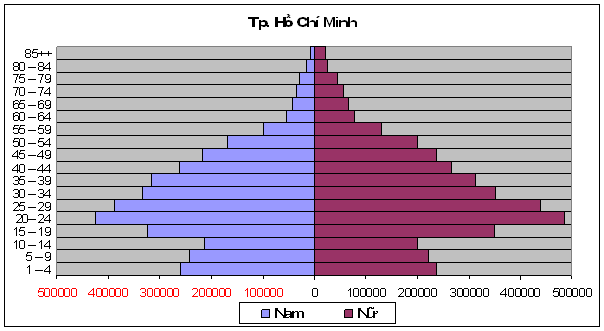 Tp. Hồ Chí Minh
85++
80 – 84
75 – 79
70 – 74
65 – 69
60 – 64
55 – 59
50 – 54
45 – 49
40 – 44
35 – 39
30 – 34
25 – 29
20 – 24
15 – 19
10 – 14
5 – 9
1 – 4
500000 400000 300000 200000 100000 0 100000 200000 300000 400000 500000
Nam Nữ